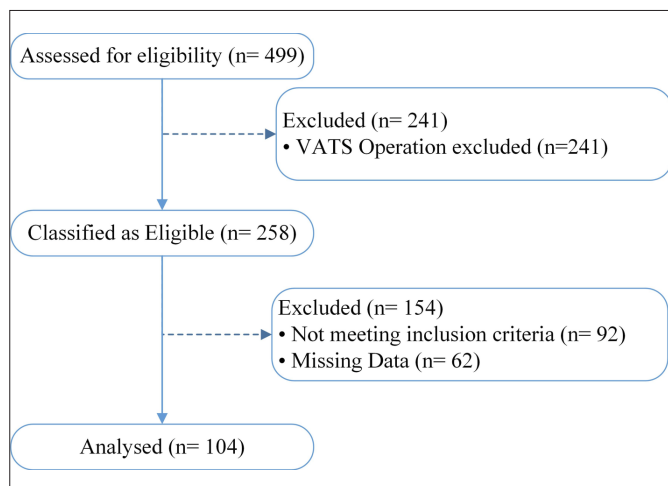 Assessed for eligibility (n= 499)
Excluded (n= 241)
• VATS Operation excluded (n=241)
Classified as Eligible (n= 258)
Excluded (n= 154)
• Not meeting inclusion criteria (n= 92)
• Missing Data (n= 62)
Analysed (n= 104)